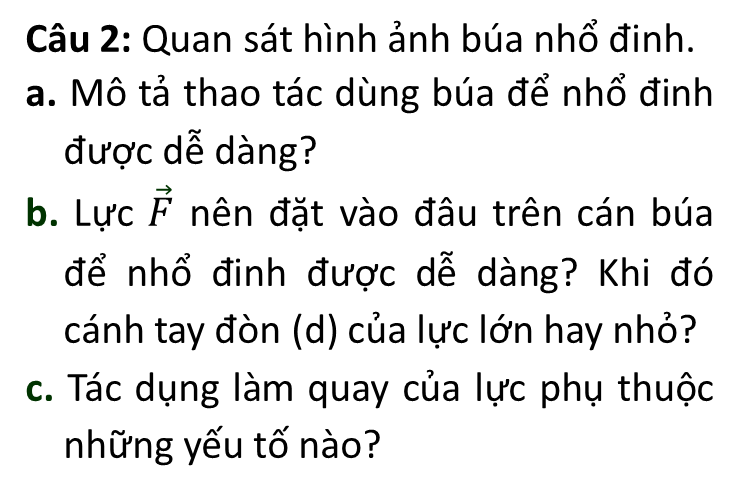 Câu 2: Quan sát hình ảnh búa nhổ đinh.
a. Mô tả thao tác dùng búa để nhổ đinh
được dễ dàng?
b. Lực $\vec{F}$ nên đặt vào đâu trên cán búa
để nhổ đinh được dễ dàng? Khi đó
cánh tay đòn (d) của lực lớn hay nhỏ?
c. Tác dụng làm quay của lực phụ thuộc
những yếu tố nào?